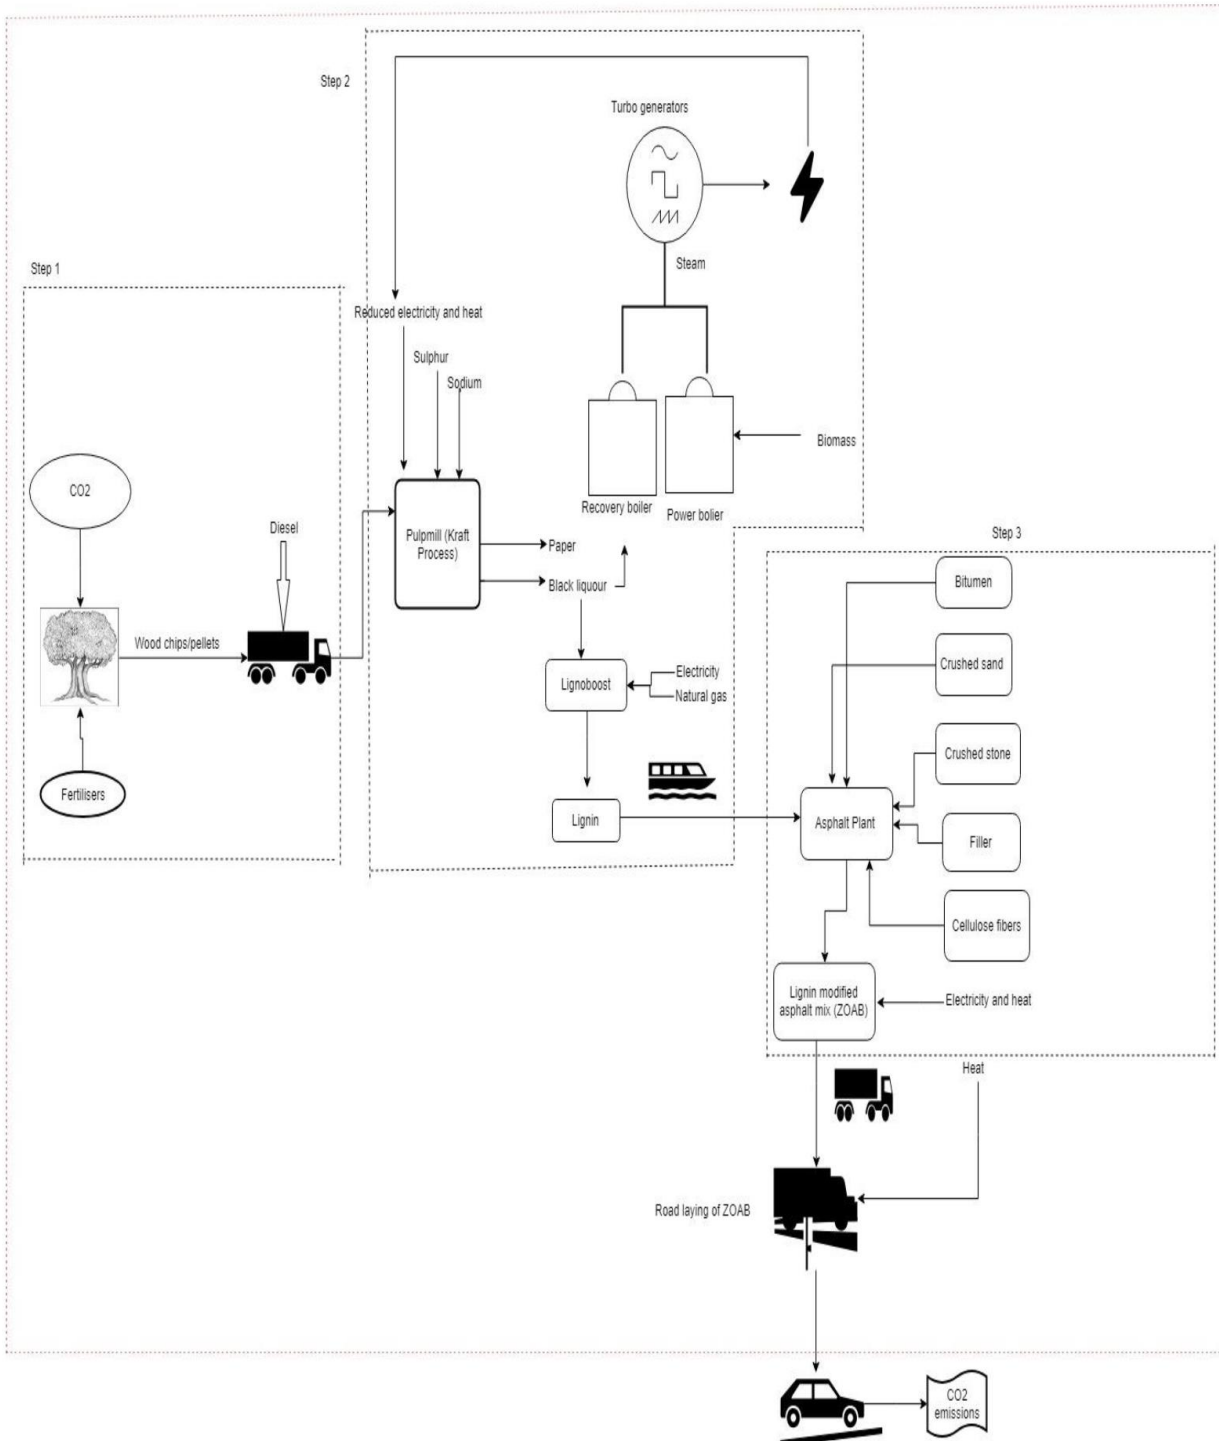 Step 2
Turbo generators
Steam
Step 1
Reduced electricity and heat
Sulphur
Sodium
Biomass
Recovery boiler
Power bolier
CO2
Diesel
Pulpmill (Kraft
Process)
Paper
Black liquour
Wood chips/pellets
Fertilisers
Lignoboost
Electricity
Natural gas
Lignin
Step 3
Bitumen
Crushed sand
Crushed stone
Asphalt Plant
Filler
Cellulose fibers
Lignin modified
asphalt mix (ZOAB)
Electricity and heat
Heat
Road laying of ZOAB
CO2
emissions